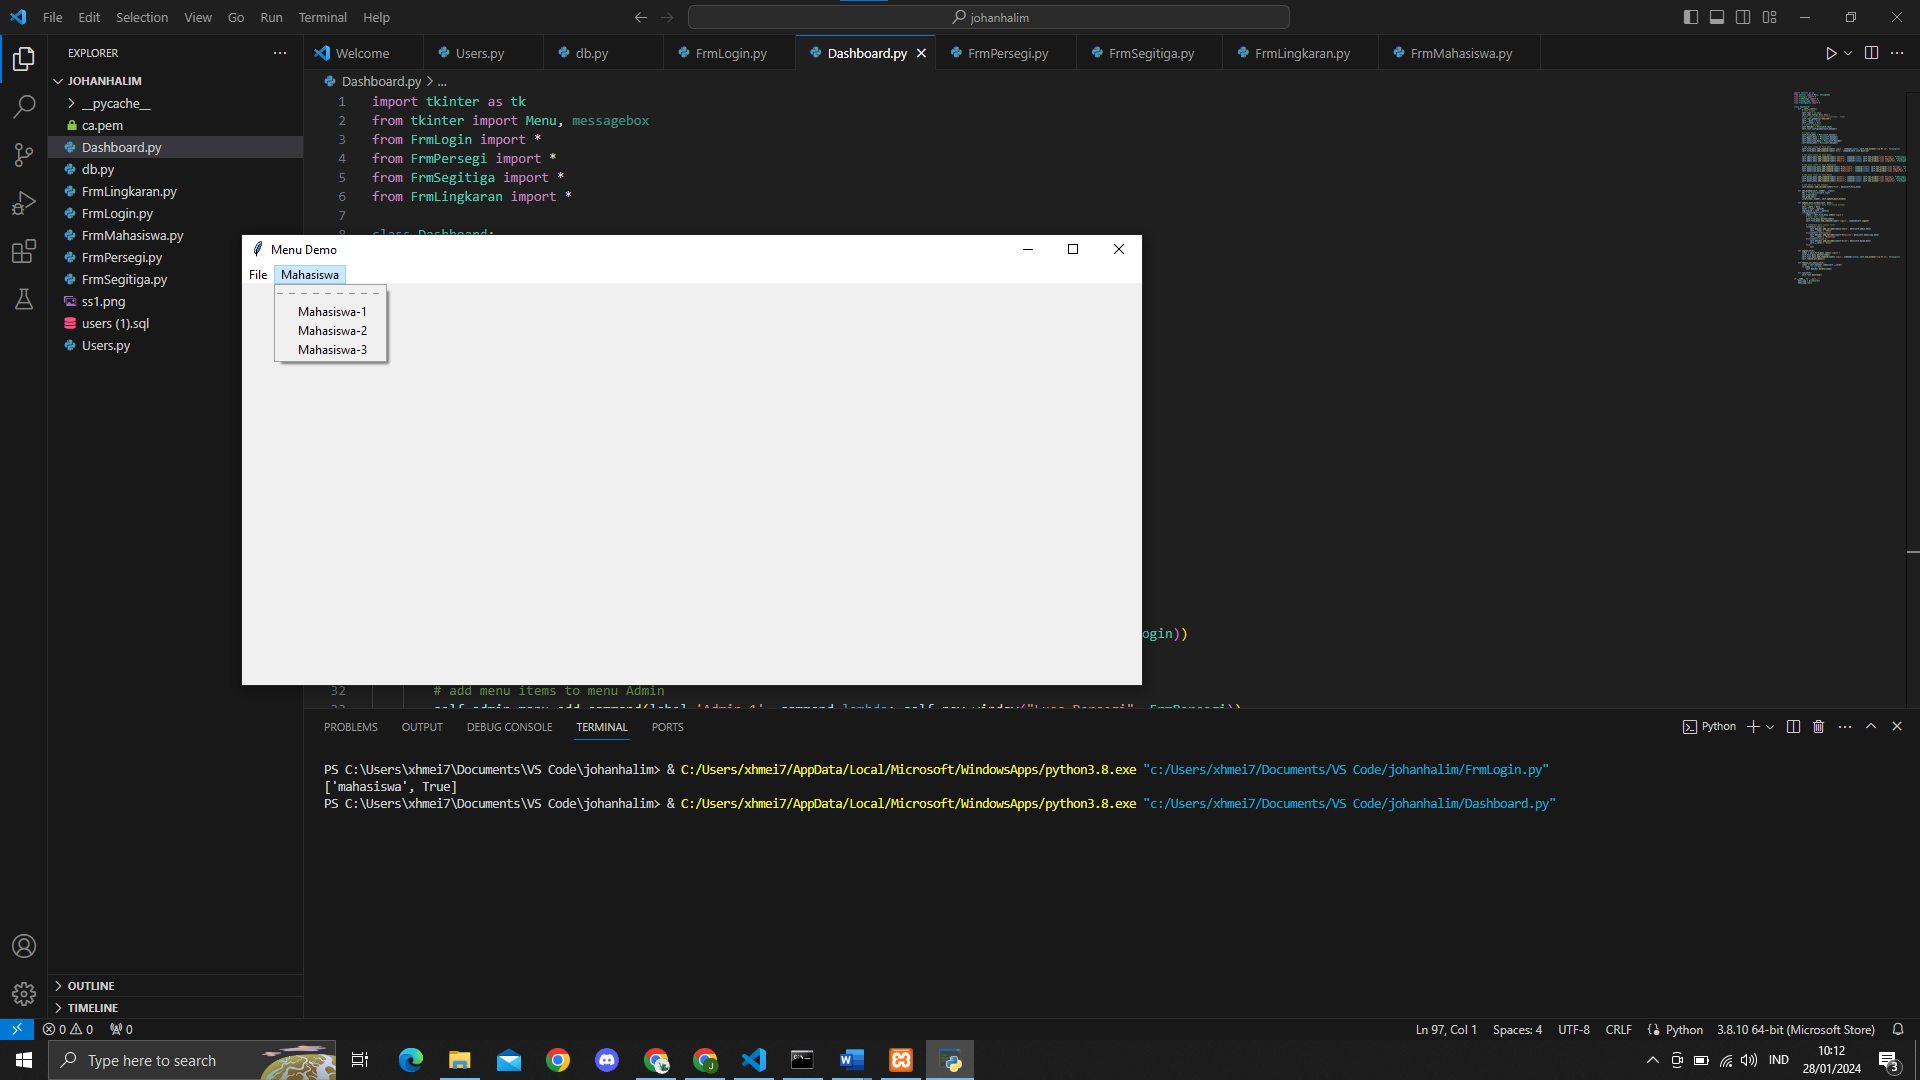 File Edit Selection View Go Run Terminal Help
johanhalim
EXPLORER
JOHANHALIM
__pycache__
ca.pem
Dashboard.py
db.py
FrmLingkaran.py
FrmLogin.py
FrmMahasiswa.py
FrmPersegi.py
FrmSegitiga.py
ss1.png
users (1).sql
Users.py
OUTLINE
TIMELINE
Welcome Users.py db.py FrmLogin.py Dashboard.py FrmPersegi.py FrmSegitiga.py FrmLingkaran.py FrmMahasiswa.py
Dashboard.py > ...
1 import tkinter as tk
2 from tkinter import Menu, messagebox
3 from FrmLogin import *
4 from FrmPersegi import *
5 from FrmSegitiga import *
6 from FrmLingkaran import *
7
8 class Dashboard:
Menu Demo
File Mahasiswa
Mahasiswa-1
Mahasiswa-2
Mahasiswa-3
ogin))
32 # add menu items to menu Admin
PROBLEMS OUTPUT DEBUG CONSOLE TERMINAL PORTS
Python
PS C:\Users\xhmei7\Documents\VS Code\johanhalim> & C:/Users/xhmei7/AppData/Local/Microsoft/WindowsApps/python3.8.exe "c:/Users/xhmei7/Documents/VS Code/johanhalim/FrmLogin.py"
['mahasiswa', True]
PS C:\Users\xhmei7\Documents\VS Code\johanhalim> & C:/Users/xhmei7/AppData/Local/Microsoft/WindowsApps/python3.8.exe "c:/Users/xhmei7/Documents/VS Code/johanhalim/Dashboard.py"
0 0 0
Ln 97, Col 1 Spaces: 4 UTF-8 CRLF Python 3.8.10 64-bit (Microsoft Store)
Type here to search
IND
10:12
28/01/2024
3